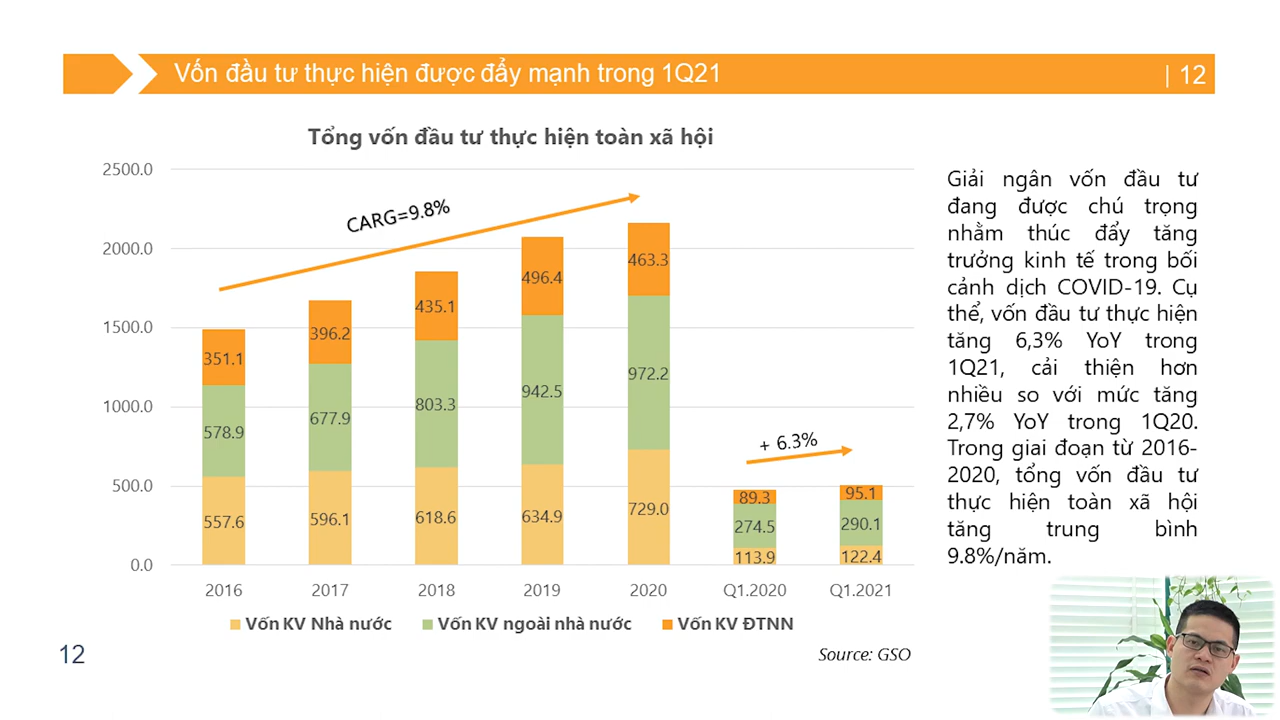 Vốn đầu tư thực hiện được đẩy mạnh trong 1Q21
| 12
Tổng vốn đầu tư thực hiện toàn xã hội
2500.0
2000.0
1500.0
1000.0
500.0
0.0
CARG=9.8%
351.1
578.9
557.6
396.2
677.9
596.1
435.1
803.3
618.6
496.4
942.5
634.9
463.3
972.2
729.0
+ 6.3%
89.3
274.5
113.9
95.1
290.1
122.4
2016
2017
2018
2019
2020
Q1.2020
Q1.2021
Vốn KV Nhà nước
Vốn KV ngoài nhà nước
Vốn KV ĐTNN
Source: GSO
12
Giải ngân vốn đầu tư
đang được chú trọng
nhằm thúc đẩy tăng
trưởng kinh tế trong bối
cảnh dịch COVID-19. Cụ
thể, vốn đầu tư thực hiện
tăng 6,3% YoY trong
1Q21, cải thiện hơn
nhiều so với mức tăng
2,7% YoY trong 1Q20.
Trong giai đoạn từ 2016-
2020, tổng vốn đầu tư
thực hiện toàn xã hội
tăng trung bình
9.8%/năm.